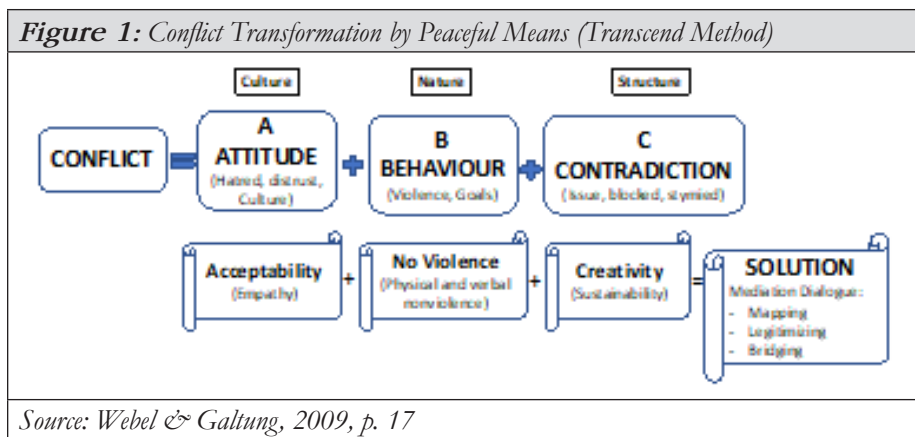 Figure 1: Conflict Transformation by Peaceful Means (Transcend Method)
Culture
Nature
Structure
CONFLICT
=
A
ATTITUDE
(Hatred, distrust,
Culture)
+
B
BEHAVIOUR
(Violence, Goals)
+
C
CONTRADICTION
(Issue, blocked, stymied)
Acceptability
(Empathy)
+
No Violence
(Physical and verbal
nonviolence)
+
Creativity
(Sustainability)
=
SOLUTION
Mediation Dialogue:
- Mapping
- Legitimizing
- Bridging
Source: Webel & Galtung, 2009, p. 17